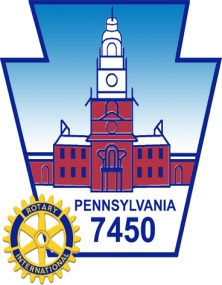 PENNSYLVANIA
7450
ROTARY
INTERNATIONAL